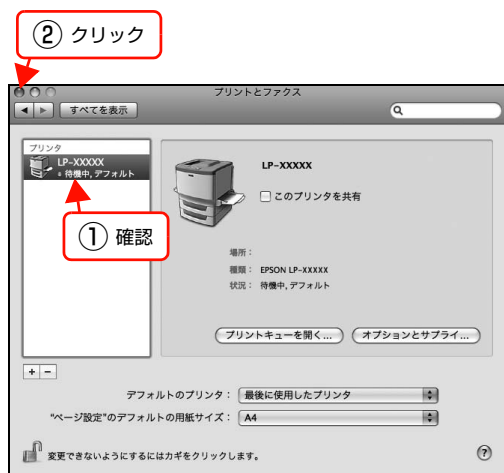 ② クリック
プリントとファクス
すべてを表示
プリンタ
LP-XXXXX
待機中, デフォルト
① 確認
LP-XXXXX
このプリンタを共有
場所：
種類： EPSON LP-XXXXX
状況： 待機中, デフォルト
プリントキューを開く... オプションとサプライ...
+ −
デフォルトのプリンタ： 最後に使用したプリンタ
“ページ設定”のデフォルトの用紙サイズ： A4
変更できないようにするにはカギをクリックします。 ?